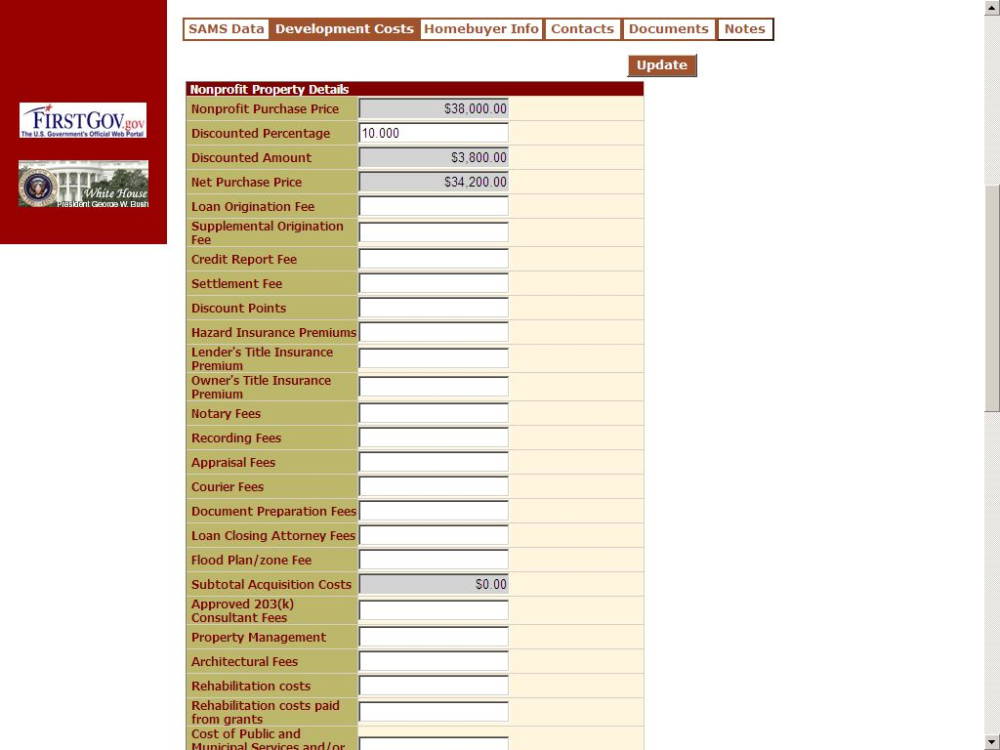 SAMS Data Development Costs Homebuyer Info Contacts Documents Notes
Update
FIRSTGOV.gov
The U.S. Government's Official Web Portal
White House
President George W. Bush
Nonprofit Property Details
Nonprofit Purchase Price $38,000.00
Discounted Percentage 10.000
Discounted Amount $3,800.00
Net Purchase Price $34,200.00
Loan Origination Fee
Supplemental Origination
Fee
Credit Report Fee
Settlement Fee
Discount Points
Hazard Insurance Premiums
Lender's Title Insurance
Premium
Owner's Title Insurance
Premium
Notary Fees
Recording Fees
Appraisal Fees
Courier Fees
Document Preparation Fees
Loan Closing Attorney Fees
Flood Plan/zone Fee
Subtotal Acquisition Costs $0.00
Approved 203(k)
Consultant Fees
Property Management
Architectural Fees
Rehabilitation costs
Rehabilitation costs paid
from grants
Cost of Public and
Municipal Services and/or